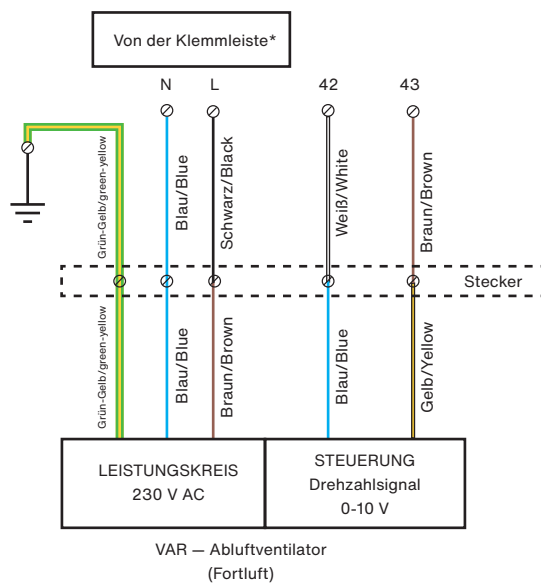 Von der Klemmleiste*
N L 42 43
Grün-Gelb/green-yellow
Blau/Blue
Schwarz/Black
Weiß/White
Braun/Brown
Stecker
Grün-Gelb/green-yellow
Blau/Blue
Braun/Brown
Blau/Blue
Gelb/Yellow
LEISTUNGSKREIS
230 V AC
STEUERUNG
Drehzahlsignal
0-10 V
VAR — Abluftventilator
(Fortluft)